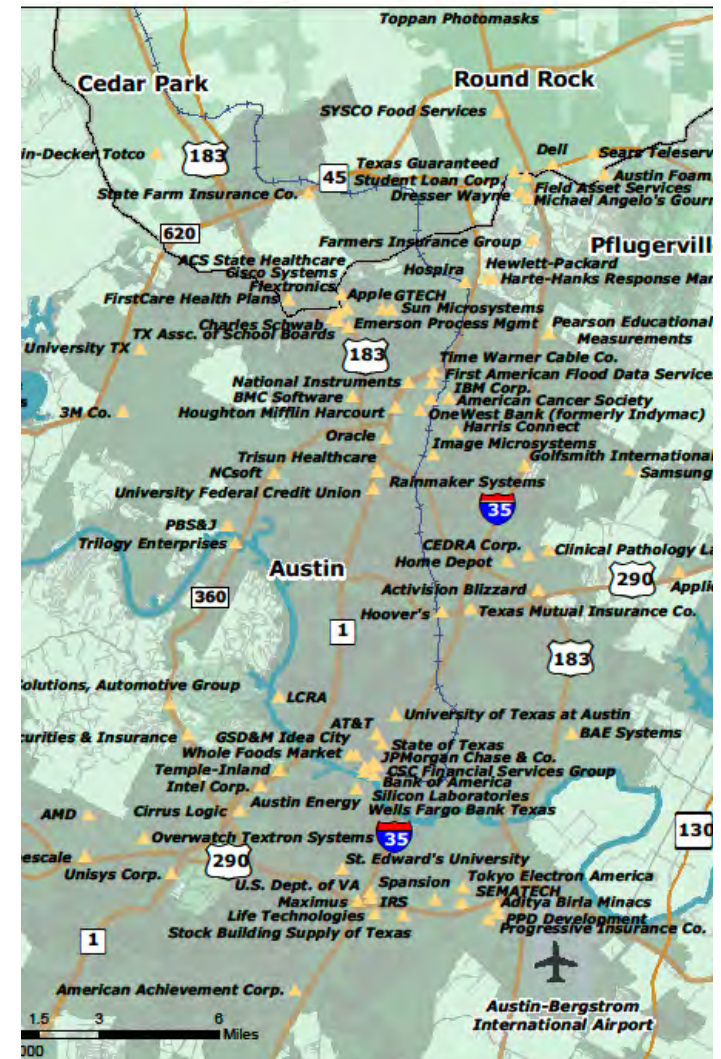 Toppan Photomasks
Cedar Park
Round Rock
SYSCO Food Services
in-Decker Totco
183
Dell
Sears Teleserv
45
Texas Guaranteed
Student Loan Corp.
Austin Foam
Field Asset Services
State Farm Insurance Co.
Dresser Wayne
Michael Angelo's Gourm
620
Farmers Insurance Group
Pflugerville
ACS State Healthcare
Cisco Systems
Hospira
Hewlett-Packard
Flextronics
Harte-Hanks Response Mar
FirstCare Health Plans
Apple
GTECH
Sun Microsystems
Charles Schwab
Emerson Process Mgmt
Pearson Educational
Measurements
TX Assc. of School Boards
University TX
183
Time Warner Cable Co.
First American Flood Data Services
National Instruments
IBM Corp.
BMC Software
American Cancer Society
3M Co.
Houghton Mifflin Harcourt
OneWest Bank (formerly Indymac)
Harris Connect
Oracle
Image Microsystems
Trisun Healthcare
Golfsmith International
NCsoft
Samsung
Rainmaker Systems
University Federal Credit Union
35
PBS&J
Trilogy Enterprises
CEDRA Corp.
Clinical Pathology La
Home Depot
Austin
290
Applie
360
Activision Blizzard
Hoover's
Texas Mutual Insurance Co.
1
183
olutions, Automotive Group
LCRA
University of Texas at Austin
AT&T
curities & Insurance
GSD&M Idea City
State of Texas
BAE Systems
Whole Foods Market
JPMorgan Chase & Co.
Temple-Inland
CSC Financial Services Group
Intel Corp.
Bank of America
Austin Energy
Silicon Laboratories
AMD
Cirrus Logic
Wells Fargo Bank Texas
130
Overwatch Textron Systems
35
escale
290
St. Edward's University
Unisys Corp.
U.S. Dept. of VA
Spansion
Tokyo Electron America
SEMATECH
Maximus
IRS
Aditya Birla Minacs
Life Technologies
PPD Development
Progressive Insurance Co.
Stock Building Supply of Texas
1
American Achievement Corp.
Austin-Bergstrom
International Airport
1.5 3 6
Miles
000